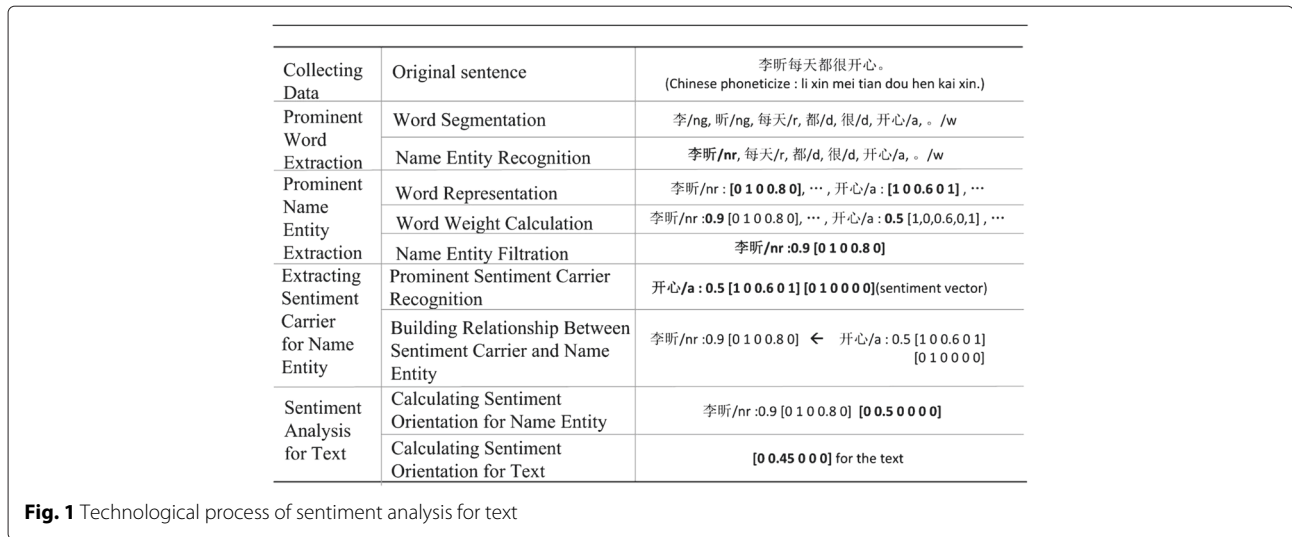 Collecting Data
Original sentence
李昕每天都很开心。
(Chinese phoneticize : li xin mei tian dou hen kai xin.)
Prominent Word Extraction
Word Segmentation
李/ng, 昕/ng, 每天/r, 都/d, 很/d, 开心/a, 。/w
Name Entity Recognition
李昕/nr, 每天/r, 都/d, 很/d, 开心/a, 。/w
Prominent Name Entity Extraction
Word Representation
李昕/nr : [0 1 0 0.8 0], ··· , 开心/a : [1 0 0.6 0 1] , ···
Word Weight Calculation
李昕/nr :0.9 [0 1 0 0.8 0], ··· , 开心/a : 0.5 [1,0,0.6,0,1] , ···
Name Entity Filtration
李昕/nr :0.9 [0 1 0 0.8 0]
Extracting Sentiment Carrier for Name Entity
Prominent Sentiment Carrier Recognition
开心/a : 0.5 [1 0 0.6 0 1] [0 1 0 0 0 0](sentiment vector)
Building Relationship Between Sentiment Carrier and Name Entity
李昕/nr :0.9 [0 1 0 0.8 0] ← 开心/a : 0.5 [1 0 0.6 0 1]
[0 1 0 0 0 0]
Sentiment Analysis for Text
Calculating Sentiment Orientation for Name Entity
李昕/nr :0.9 [0 1 0 0.8 0] [0 0.5 0 0 0 0]
Calculating Sentiment Orientation for Text
[0 0.45 0 0 0] for the text
Fig. 1 Technological process of sentiment analysis for text